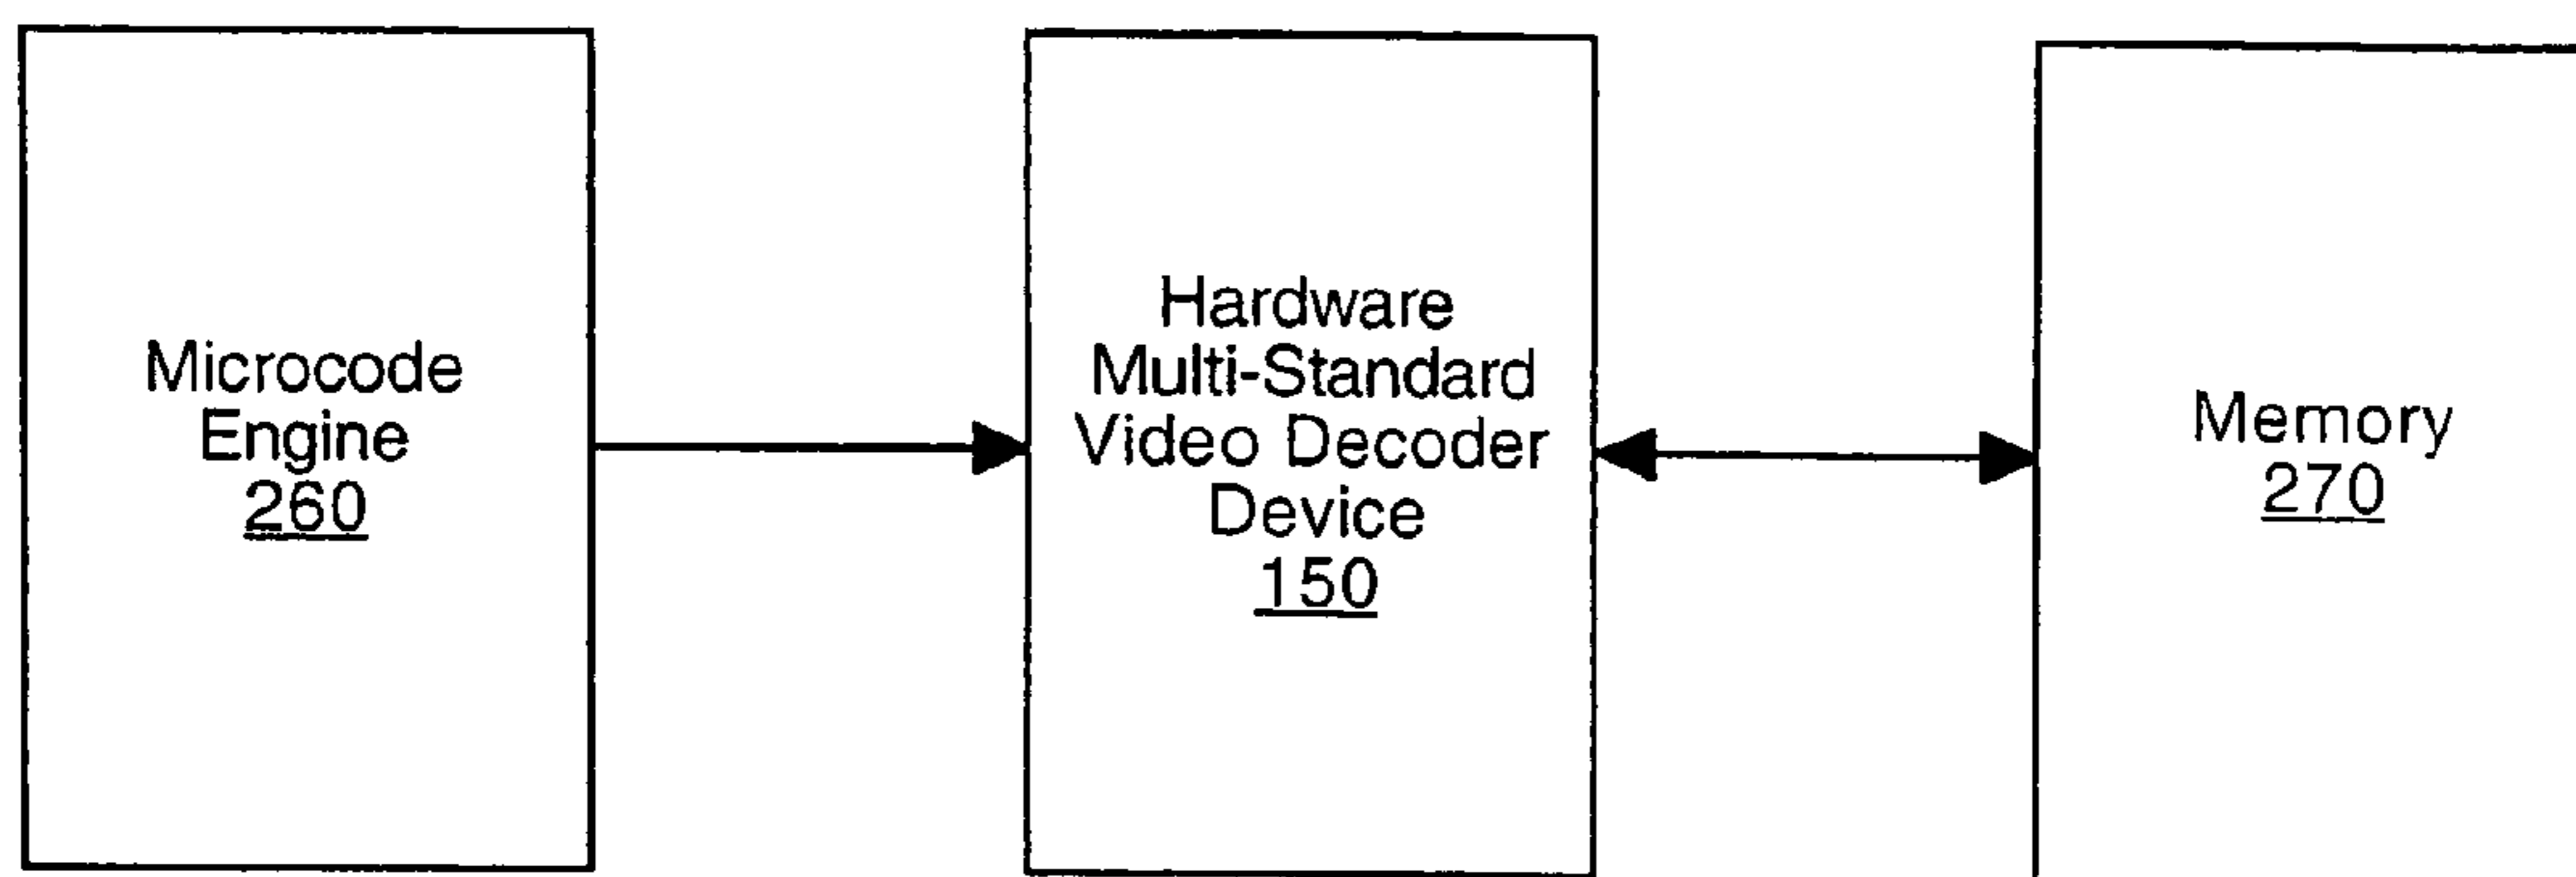 Microcode
Engine
260
Hardware
Multi-Standard
Video Decoder
Device
150
Memory
270